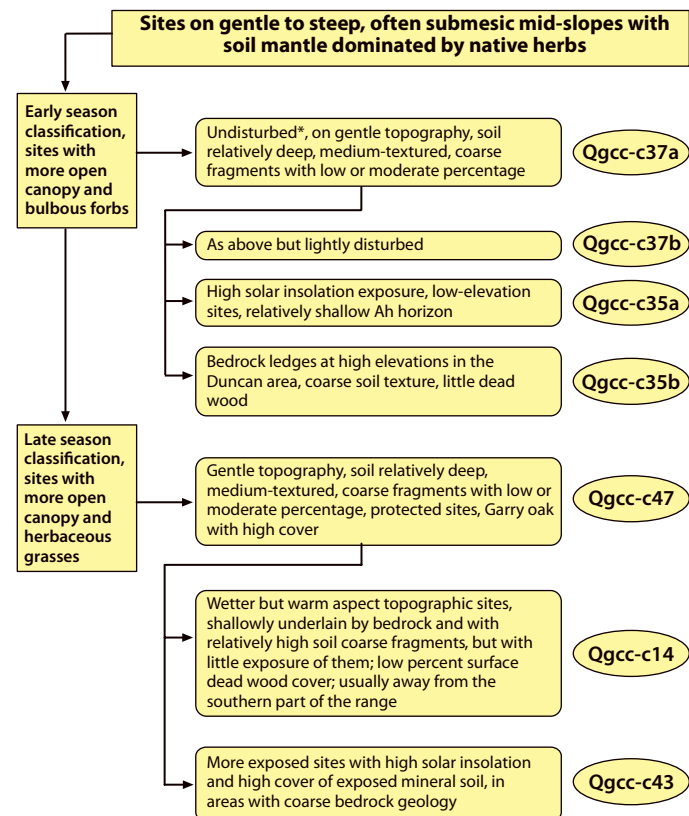 Sites on gentle to steep, often submesic mid-slopes with
soil mantle dominated by native herbs
Early season
classification,
sites with
more open
canopy and
bulbous forbs
Undisturbed*, on gentle topography, soil
relatively deep, medium-textured, coarse
fragments with low or moderate percentage
Qgcc-c37a
As above but lightly disturbed
Qgcc-c37b
High solar insolation exposure, low-elevation
sites, relatively shallow Ah horizon
Qgcc-c35a
Bedrock ledges at high elevations in the
Duncan area, coarse soil texture, little dead
wood
Qgcc-c35b
Late season
classification,
sites with
more open
canopy and
herbaceous
grasses
Gentle topography, soil relatively deep,
medium-textured, coarse fragments with low or
moderate percentage, protected sites, Garry oak
with high cover
Qgcc-c47
Wetter but warm aspect topographic sites,
shallowly underlain by bedrock and with
relatively high soil coarse fragments, but with
little exposure of them; low percent surface
dead wood cover; usually away from the
southern part of the range
Qgcc-c14
More exposed sites with high solar insolation
and high cover of exposed mineral soil, in
areas with coarse bedrock geology
Qgcc-c43